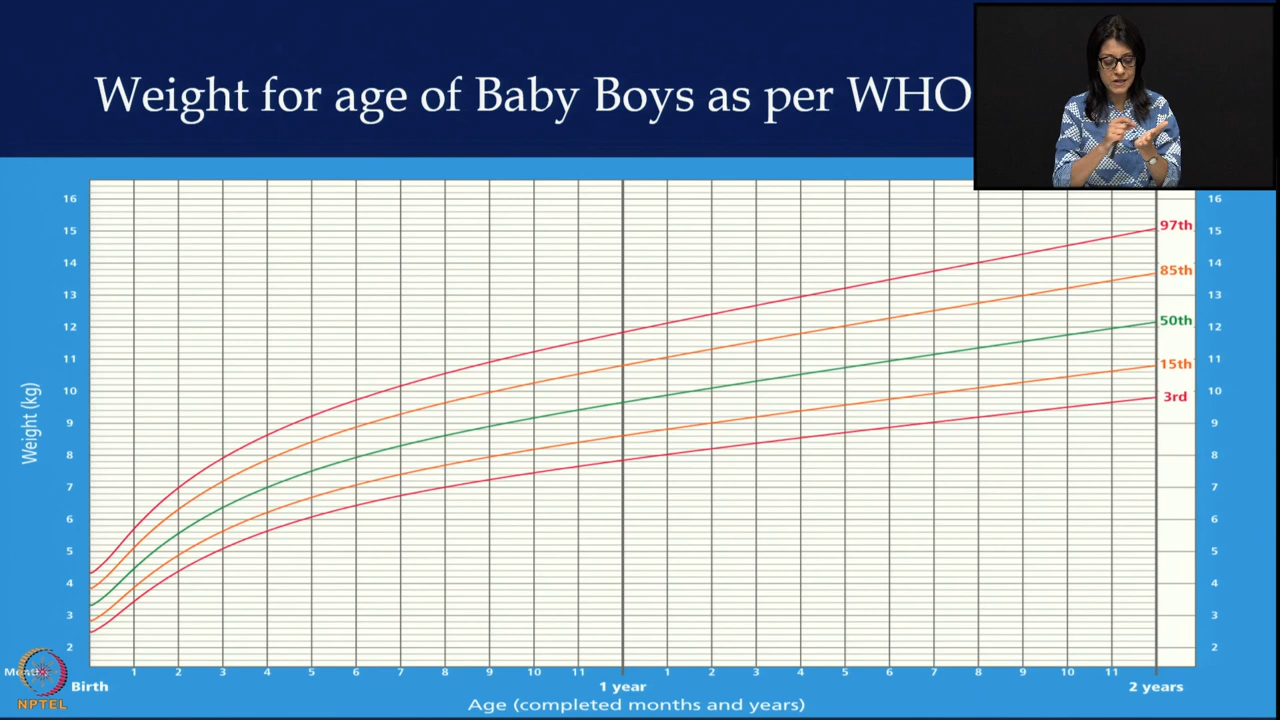 Weight for age of Baby Boys as per WHO
16 16
97th
15 15
85th
14 14
13 13
50th
12 12
15th
11 11
3rd
10 10
9 9
8 8
7 7
6 6
5 5
4 4
3 3
2 2
Weight (kg)
1 2 3 4 5 6 7 8 9 10 11 1 2 3 4 5 6 7 8 9 10 11
Birth 1 year 2 years
Age (completed months and years)
NPTEL